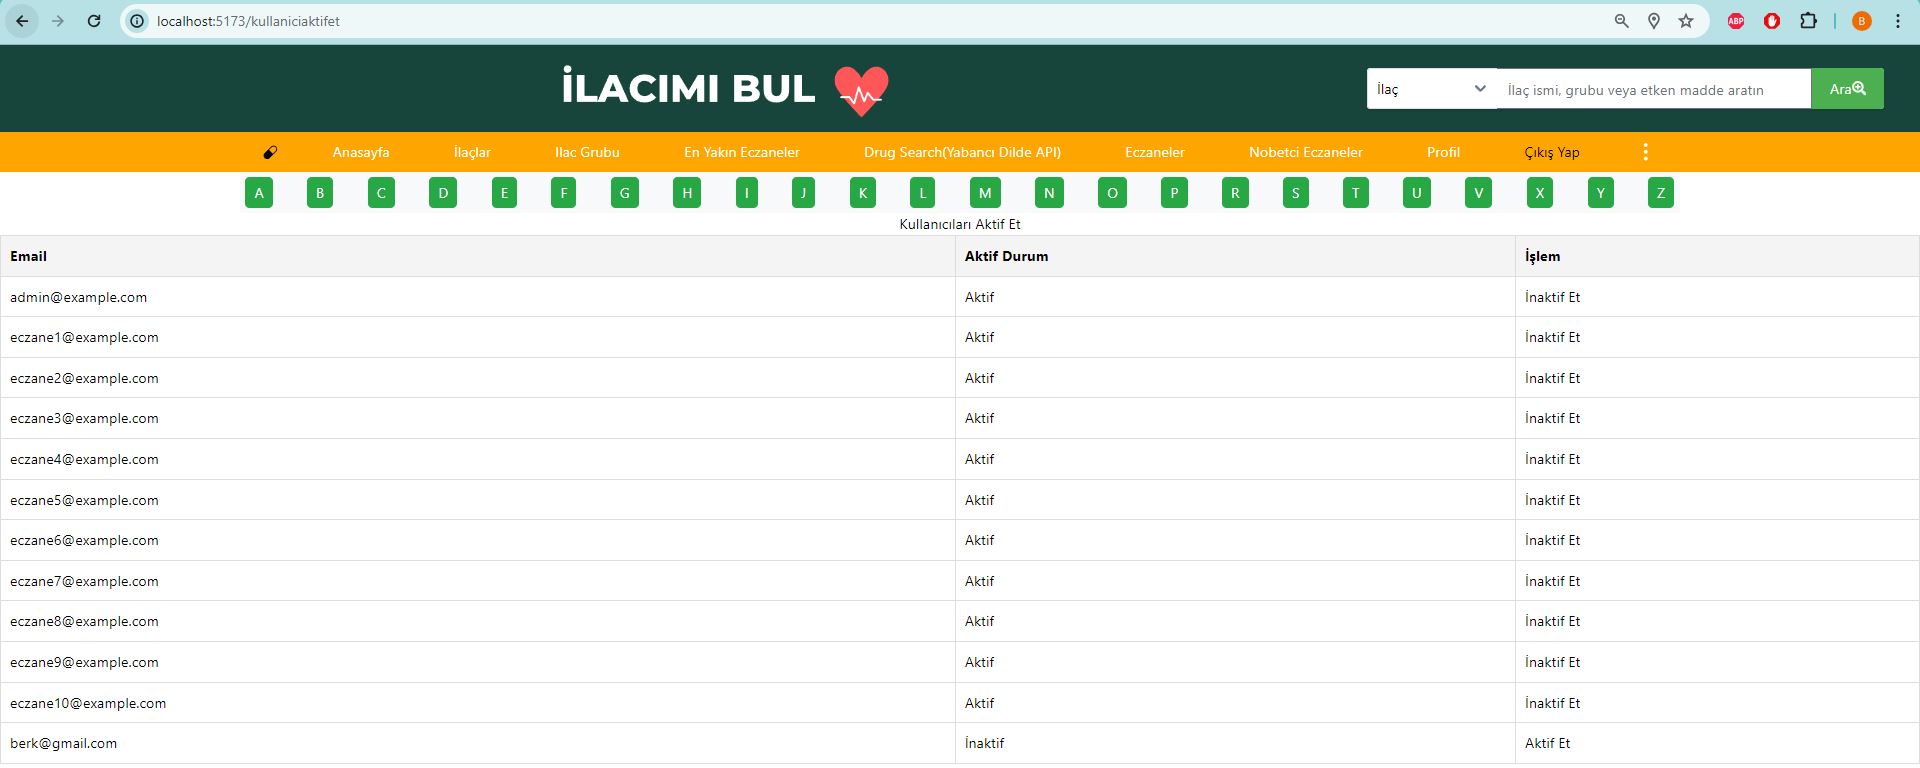 localhost:5173/kullaniciaktifet
ABP
B
İLACIMI BUL
İlaç
İlaç ismi, grubu veya etken madde aratın
Ara
Anasayfa İlaçlar Ilac Grubu En Yakın Eczaneler Drug Search(Yabancı Dilde API) Eczaneler Nobetci Eczaneler Profil Çıkış Yap
A B C D E F G H I J K L M N O P R S T U V X Y Z
Kullanıcıları Aktif Et
Email Aktif Durum İşlem
admin@example.com Aktif İnaktif Et
eczane1@example.com Aktif İnaktif Et
eczane2@example.com Aktif İnaktif Et
eczane3@example.com Aktif İnaktif Et
eczane4@example.com Aktif İnaktif Et
eczane5@example.com Aktif İnaktif Et
eczane6@example.com Aktif İnaktif Et
eczane7@example.com Aktif İnaktif Et
eczane8@example.com Aktif İnaktif Et
eczane9@example.com Aktif İnaktif Et
eczane10@example.com Aktif İnaktif Et
berk@gmail.com İnaktif Aktif Et